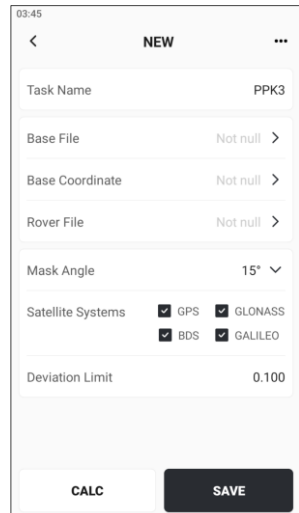 03:45
NEW
Task Name PPK3
Base File Not null
Base Coordinate Not null
Rover File Not null
Mask Angle 15°
Satellite Systems GPS GLONASS
BDS GALILEO
Deviation Limit 0.100
CALC SAVE